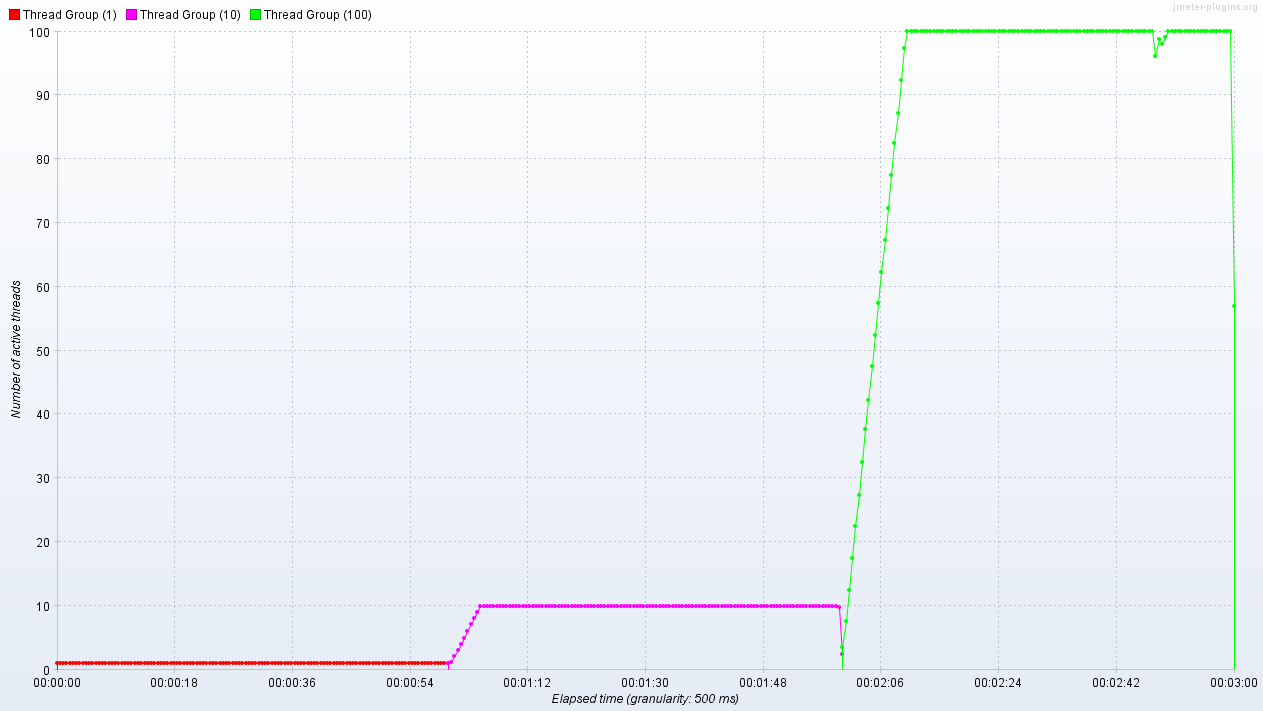 jmeter-plugins.org
Thread Group (1) Thread Group (10) Thread Group (100)
100
90
80
70
60
50
40
30
20
10
0
Number of active threads
00:00:00 00:00:18 00:00:36 00:00:54 00:01:12 00:01:30 00:01:48 00:02:06 00:02:24 00:02:42 00:03:00
Elapsed time (granularity: 500 ms)